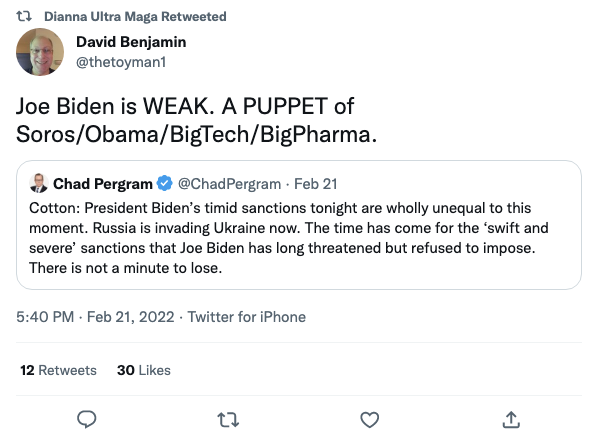 Dianna Ultra Maga Retweeted
David Benjamin
@thetoyman1
Joe Biden is WEAK. A PUPPET of
Soros/Obama/BigTech/BigPharma.
Chad Pergram @ChadPergram · Feb 21
Cotton: President Biden’s timid sanctions tonight are wholly unequal to this
moment. Russia is invading Ukraine now. The time has come for the ‘swift and
severe’ sanctions that Joe Biden has long threatened but refused to impose.
There is not a minute to lose.
5:40 PM · Feb 21, 2022 · Twitter for iPhone
12 Retweets 30 Likes